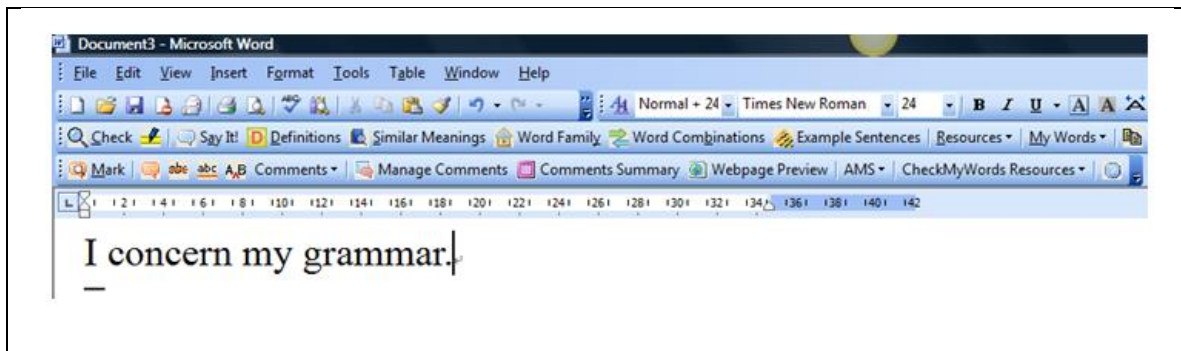 Document3 - Microsoft Word
File Edit View Insert Format Tools Table Window Help
Normal + 24 Times New Roman 24 B I U A A
Check Say It! D Definitions Similar Meanings Word Family Word Combinations Example Sentences Resources My Words
Mark abc abc A,B Comments Manage Comments Comments Summary Webpage Preview AMS CheckMyWords Resources
L 2 4 6 8 10 12 14 16 18 20 22 24 26 28 30 32 34 36 38 40 42
I concern my grammar.